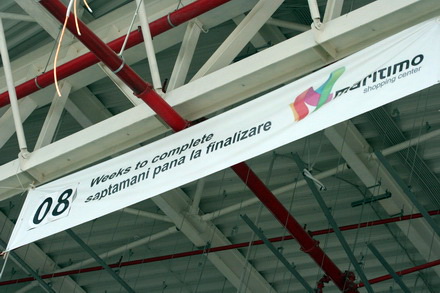 08
Weeks to complete
saptamani pana la finalizare
maritimo
shopping center